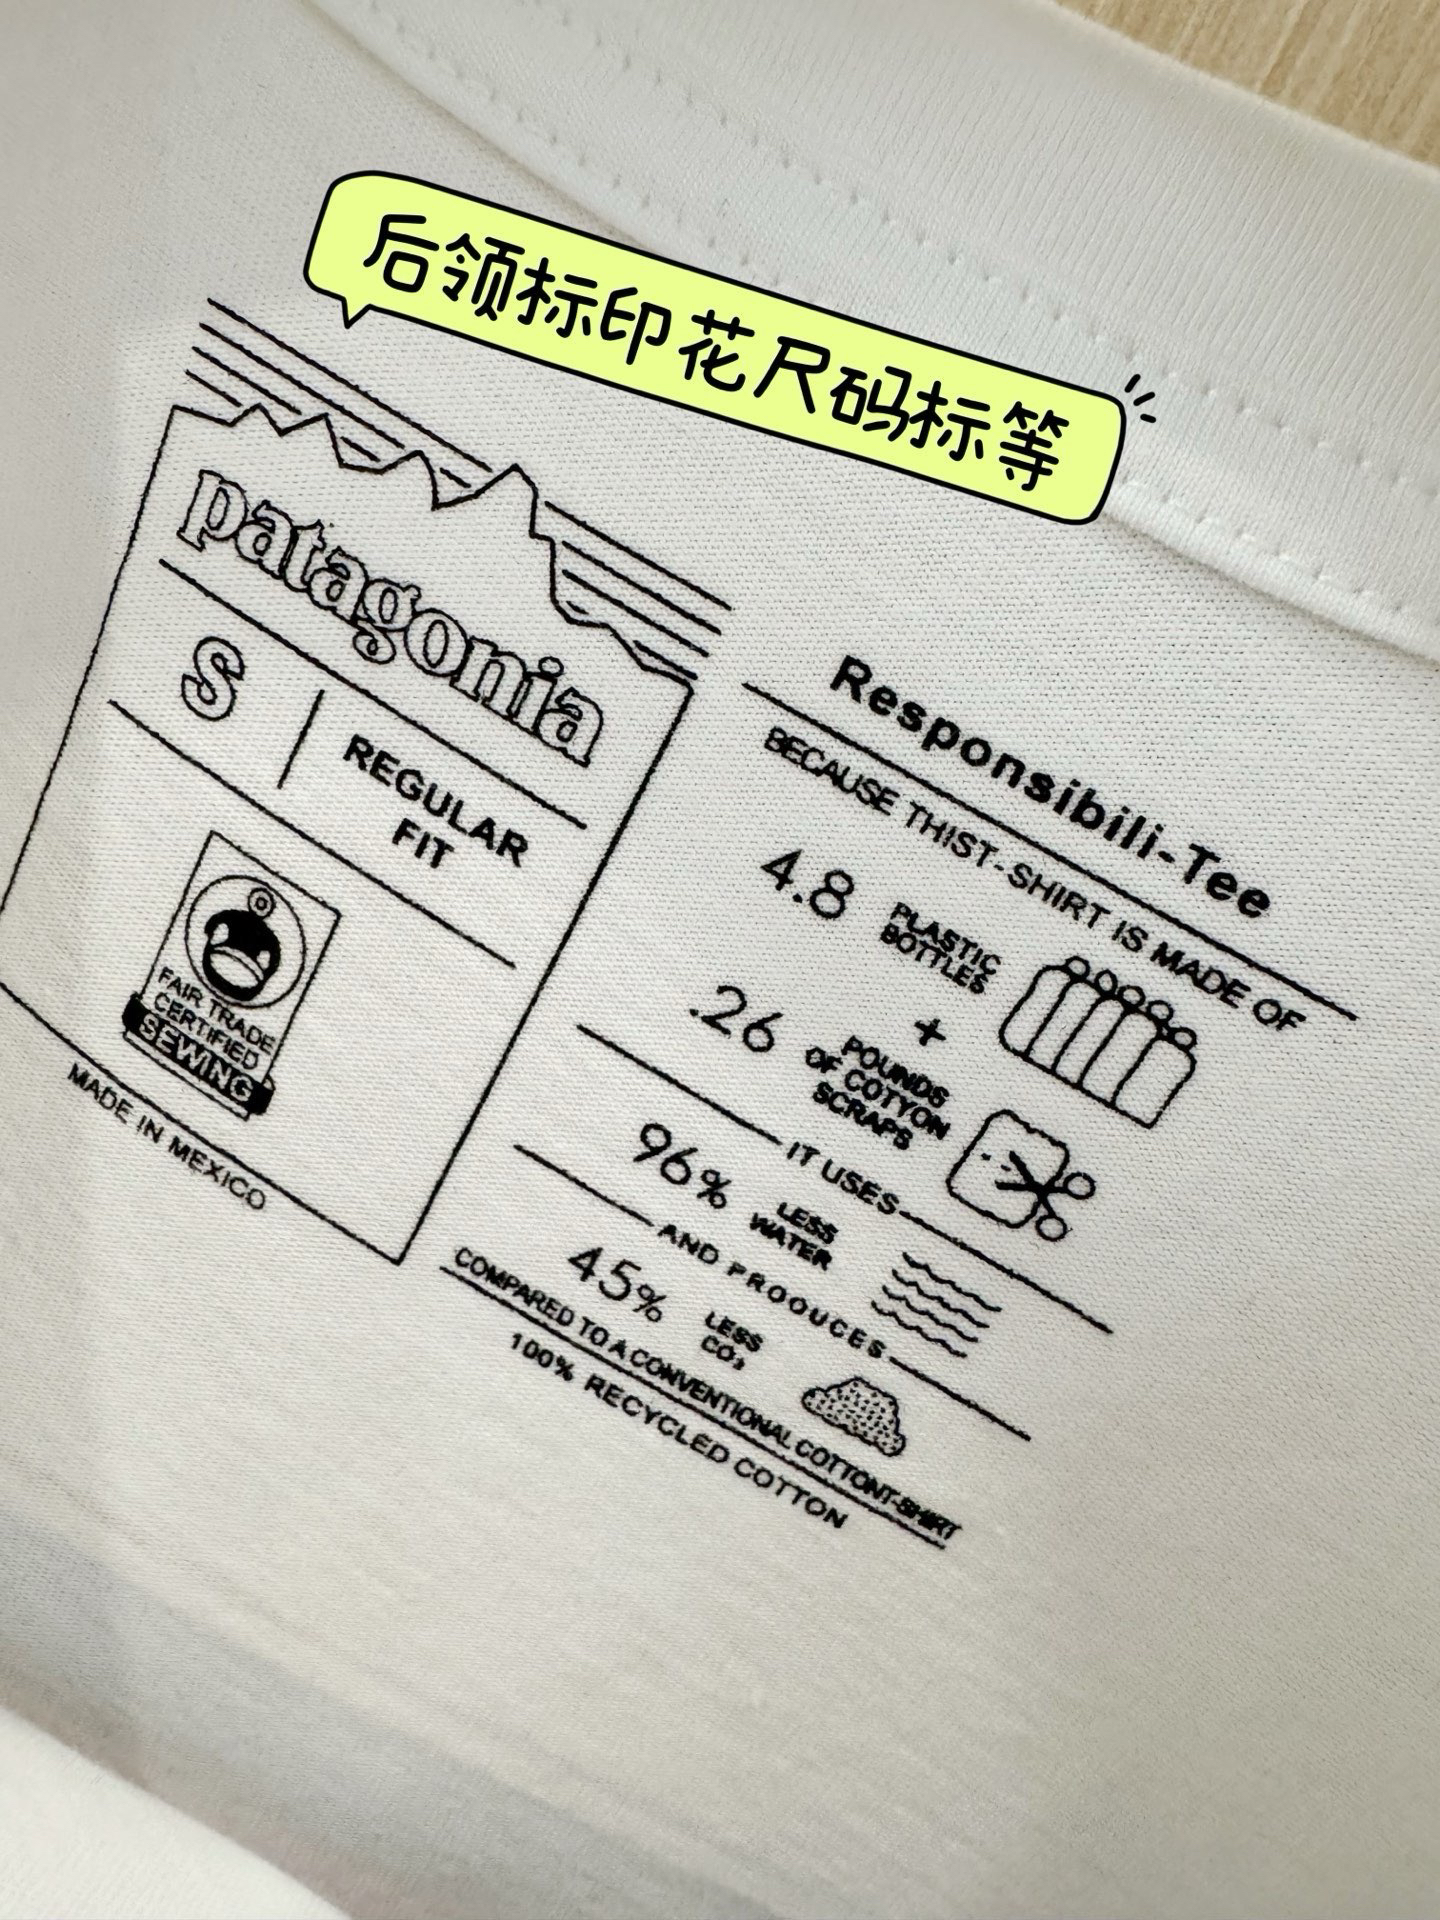 后领标印花尺码标等
patagonia
S
REGULAR
FIT
FAIR TRADE
CERTIFIED
SEWING
MADE IN MEXICO
Responsibili-Tee
BECAUSE THIST-SHIRT IS MADE OF
4.8
PLASTIC
BOTTLES
+
.26
POUNDS
OF COTYON
SCRAPS
IT USES
96%
LESS
WATER
AND PROOUCES
45%
LESS
CO₂
COMPARED TO A CONVENTIONAL COTTONT-SHIRT
100% RECYCLED COTTON